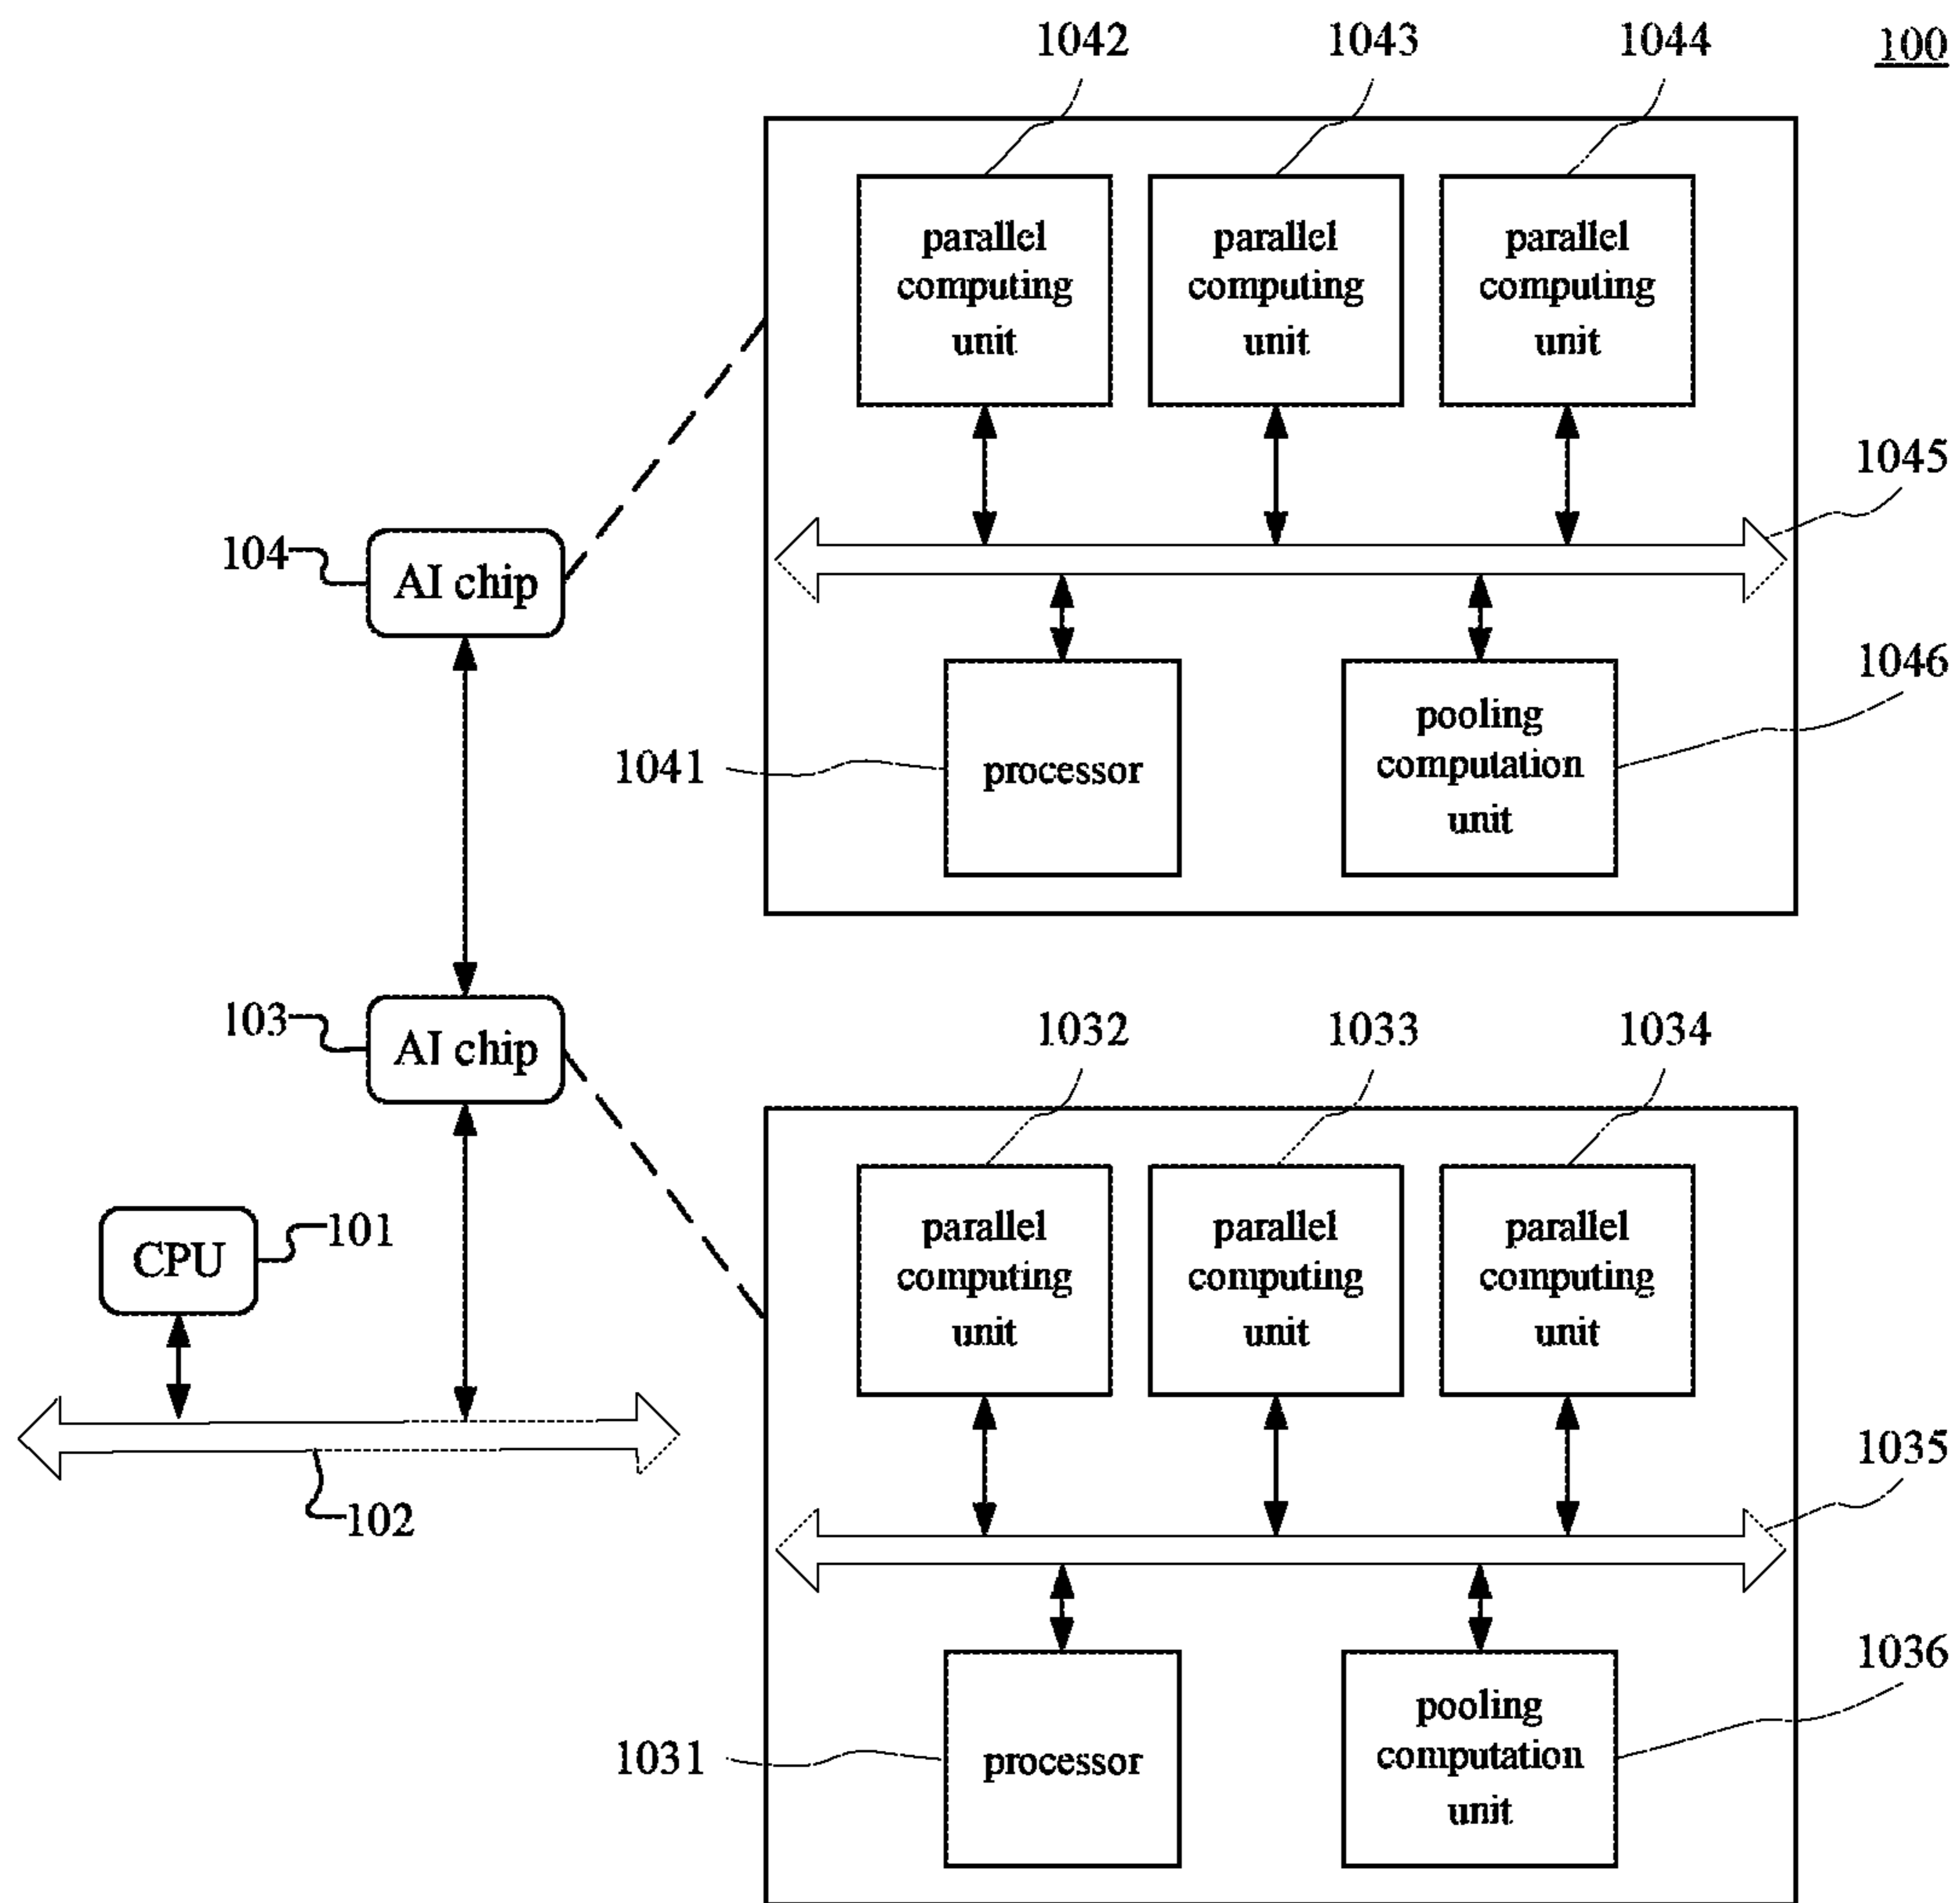 1042
1043
1044
100
parallel
computing
unit
parallel
computing
unit
parallel
computing
unit
1045
104
AI chip
1046
1041
processor
pooling
computation
unit
103
AI chip
1032
1033
1034
parallel
computing
unit
parallel
computing
unit
parallel
computing
unit
CPU
101
102
1035
1036
1031
processor
pooling
computation
unit